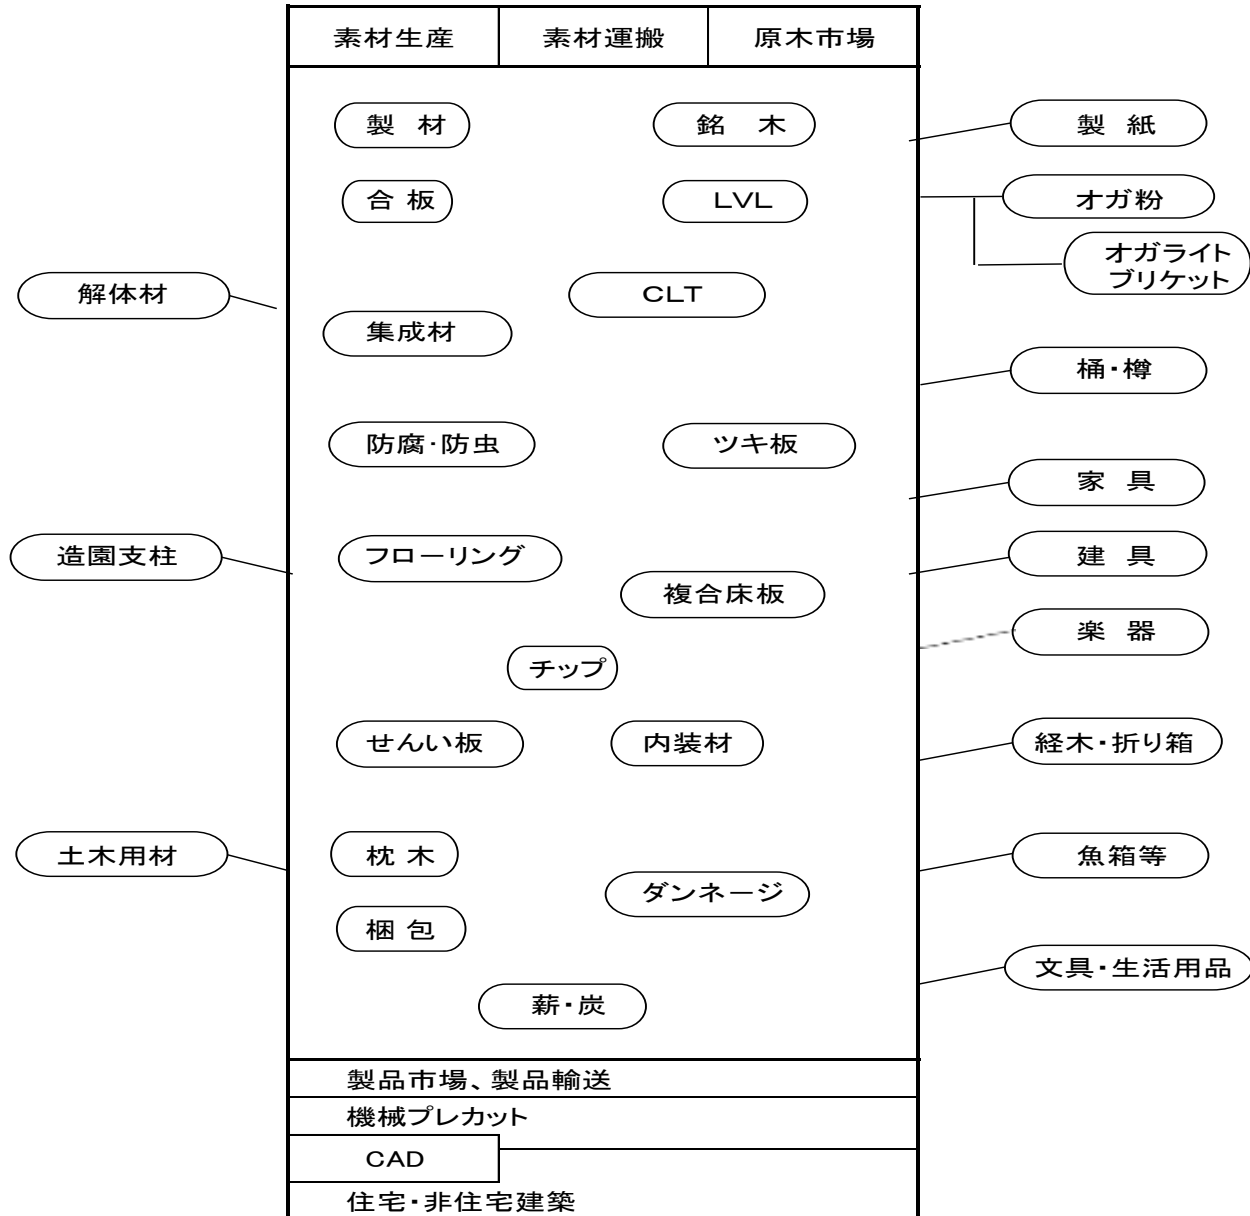 素材生産
素材運搬
原木市場
製 材
銘 木
製 紙
合 板
LVL
オガ粉
オガライト
ブリケット
解体材
CLT
集成材
桶・樽
防腐・防虫
ツキ板
家 具
造園支柱
フローリング
建 具
複合床板
楽 器
チップ
せんい板
内装材
経木・折り箱
土木用材
枕 木
魚箱等
ダンネージ
梱 包
文具・生活用品
薪・炭
製品市場、製品輸送
機械プレカット
CAD
住宅・非住宅建築